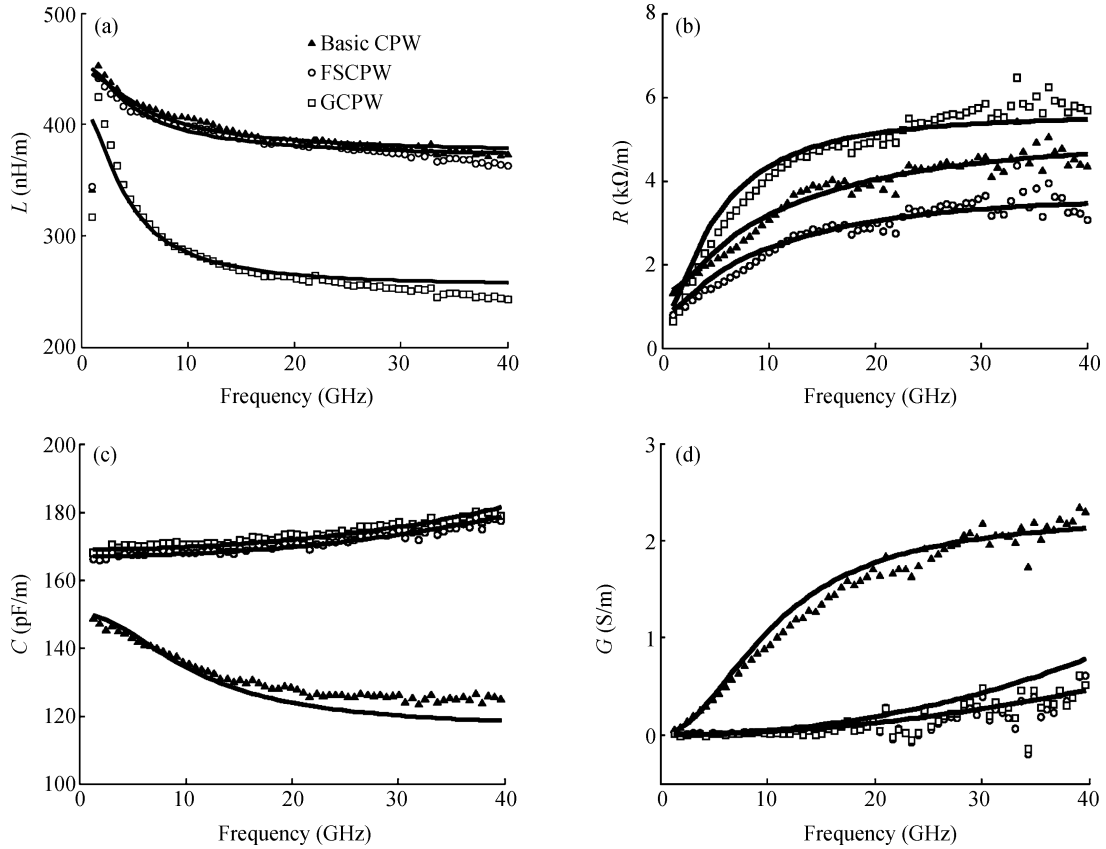 (a)
500
400
300
200
L (nH/m)
Basic CPW
FSCPW
GCPW
0 10 20 30 40
Frequency (GHz)
(b)
8
6
4
2
0
R (kΩ/m)
0 10 20 30 40
Frequency (GHz)
(c)
200
180
160
140
120
100
C (pF/m)
0 10 20 30 40
Frequency (GHz)
(d)
3
2
1
0
G (S/m)
0 10 20 30 40
Frequency (GHz)